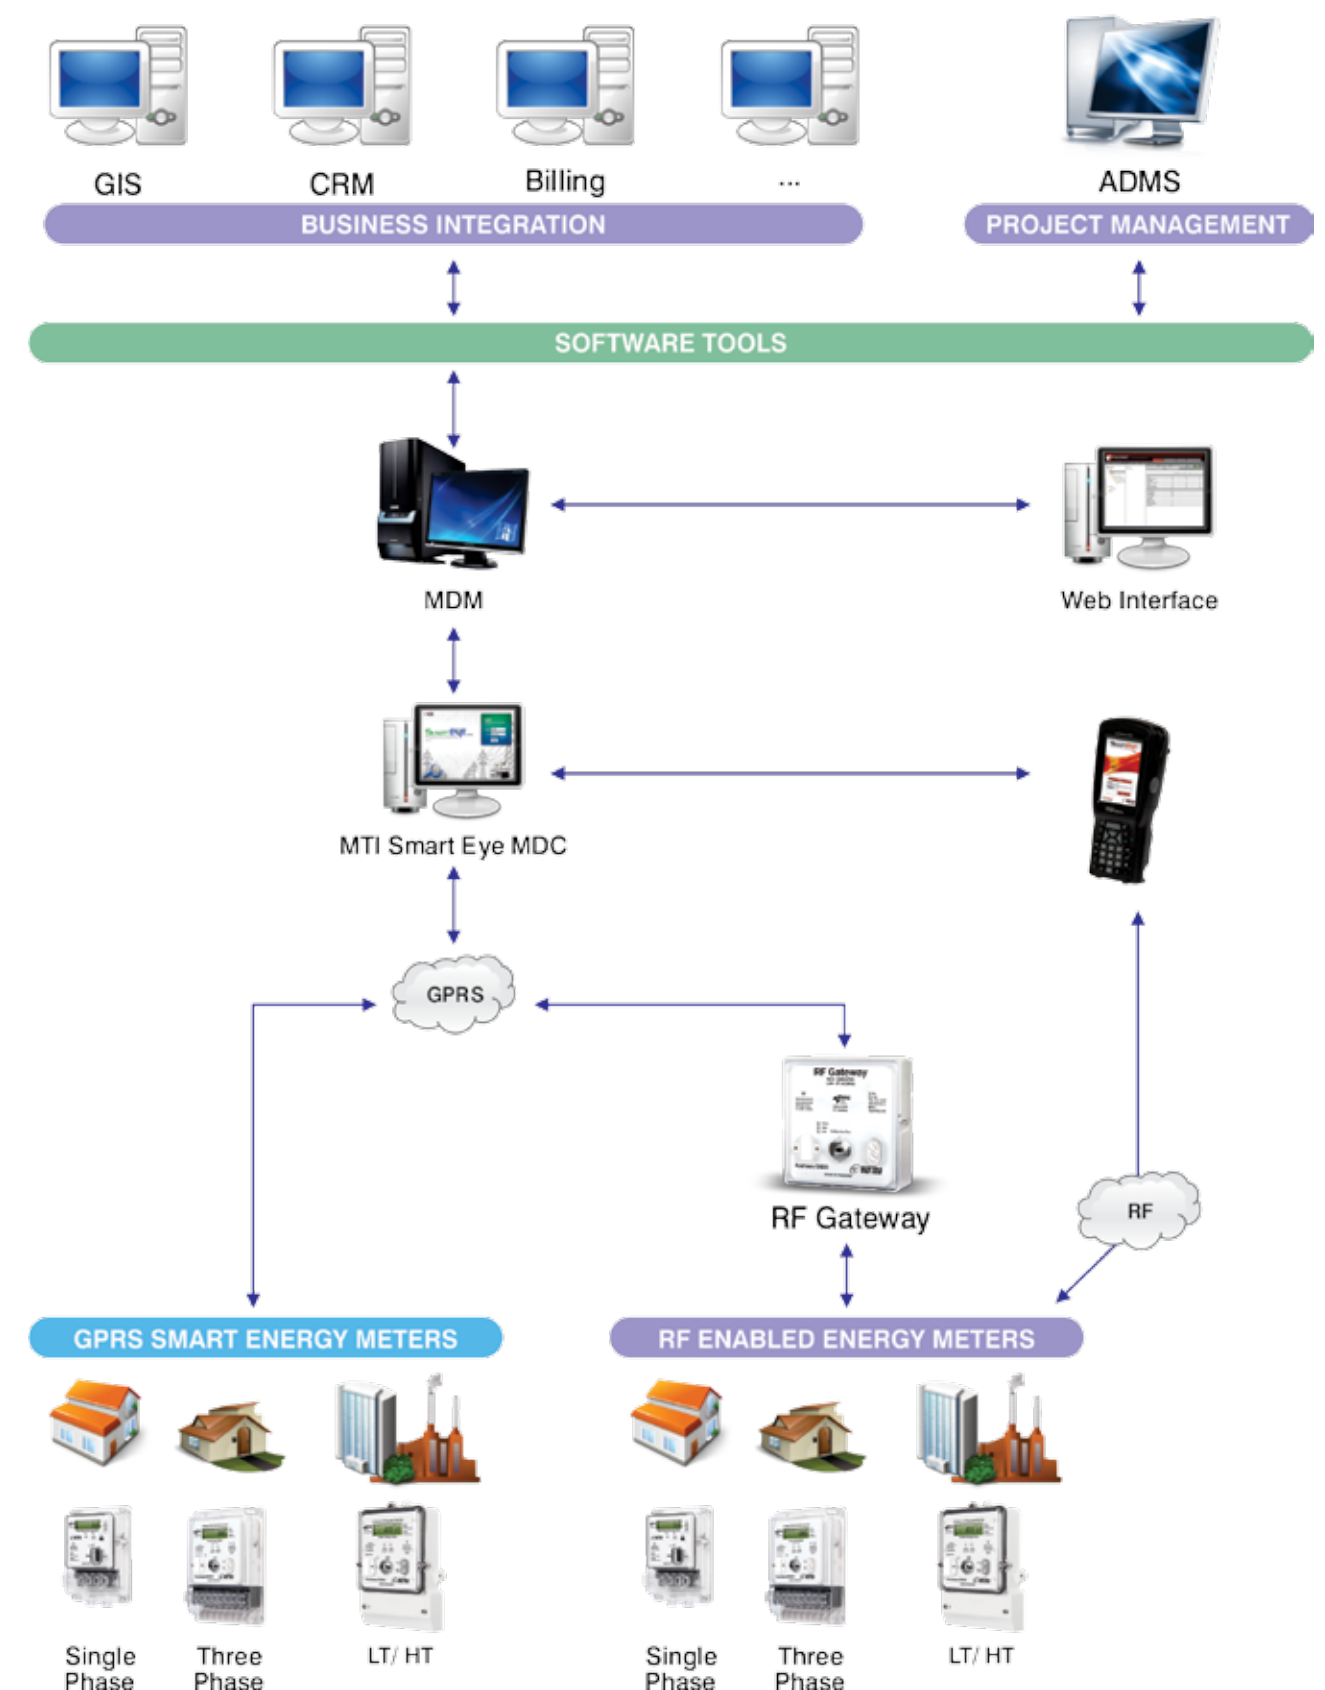 GIS
CRM
Billing
...
ADMS
BUSINESS INTEGRATION
PROJECT MANAGEMENT
SOFTWARE TOOLS
MDM
Web Interface
MTI Smart Eye MDC
GPRS
RF Gateway
RF Gateway
RF
GPRS SMART ENERGY METERS
RF ENABLED ENERGY METERS
Single
Phase
Three
Phase
LT/ HT
Single
Phase
Three
Phase
LT/ HT